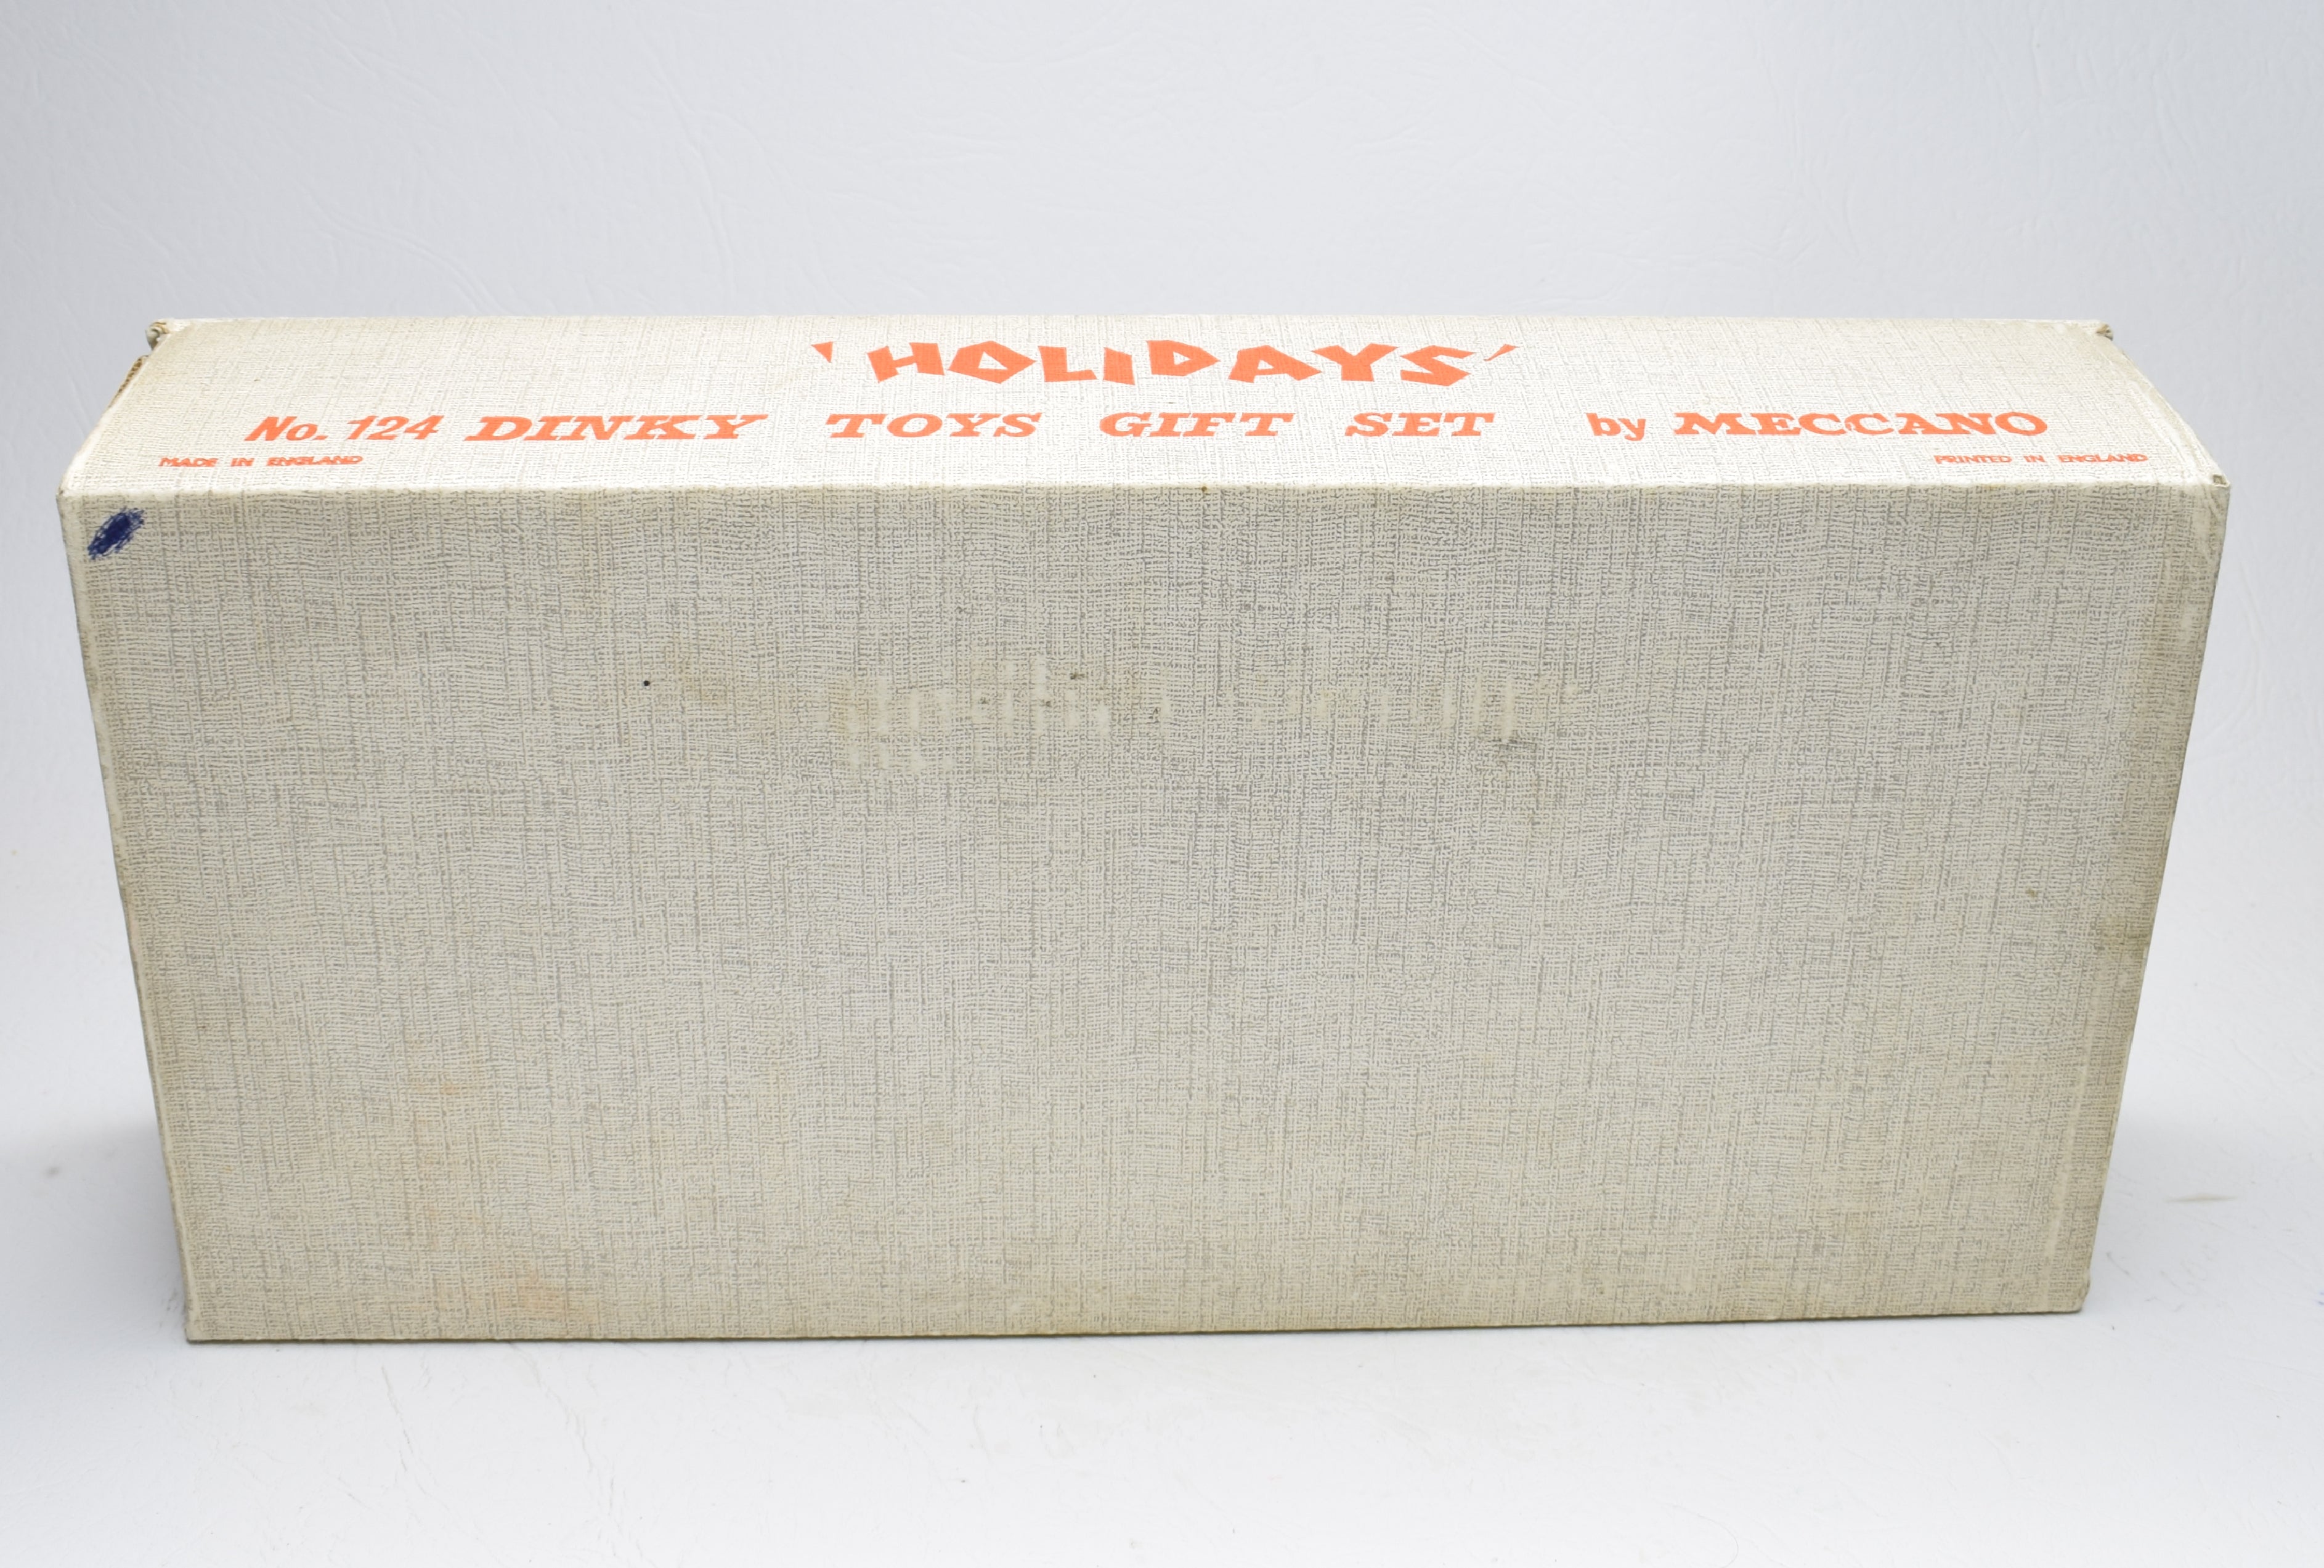 'HOLIDAYS'
No. 124 DINKY TOYS GIFT SET by MECCANO
MADE IN ENGLAND PRINTED IN ENGLAND